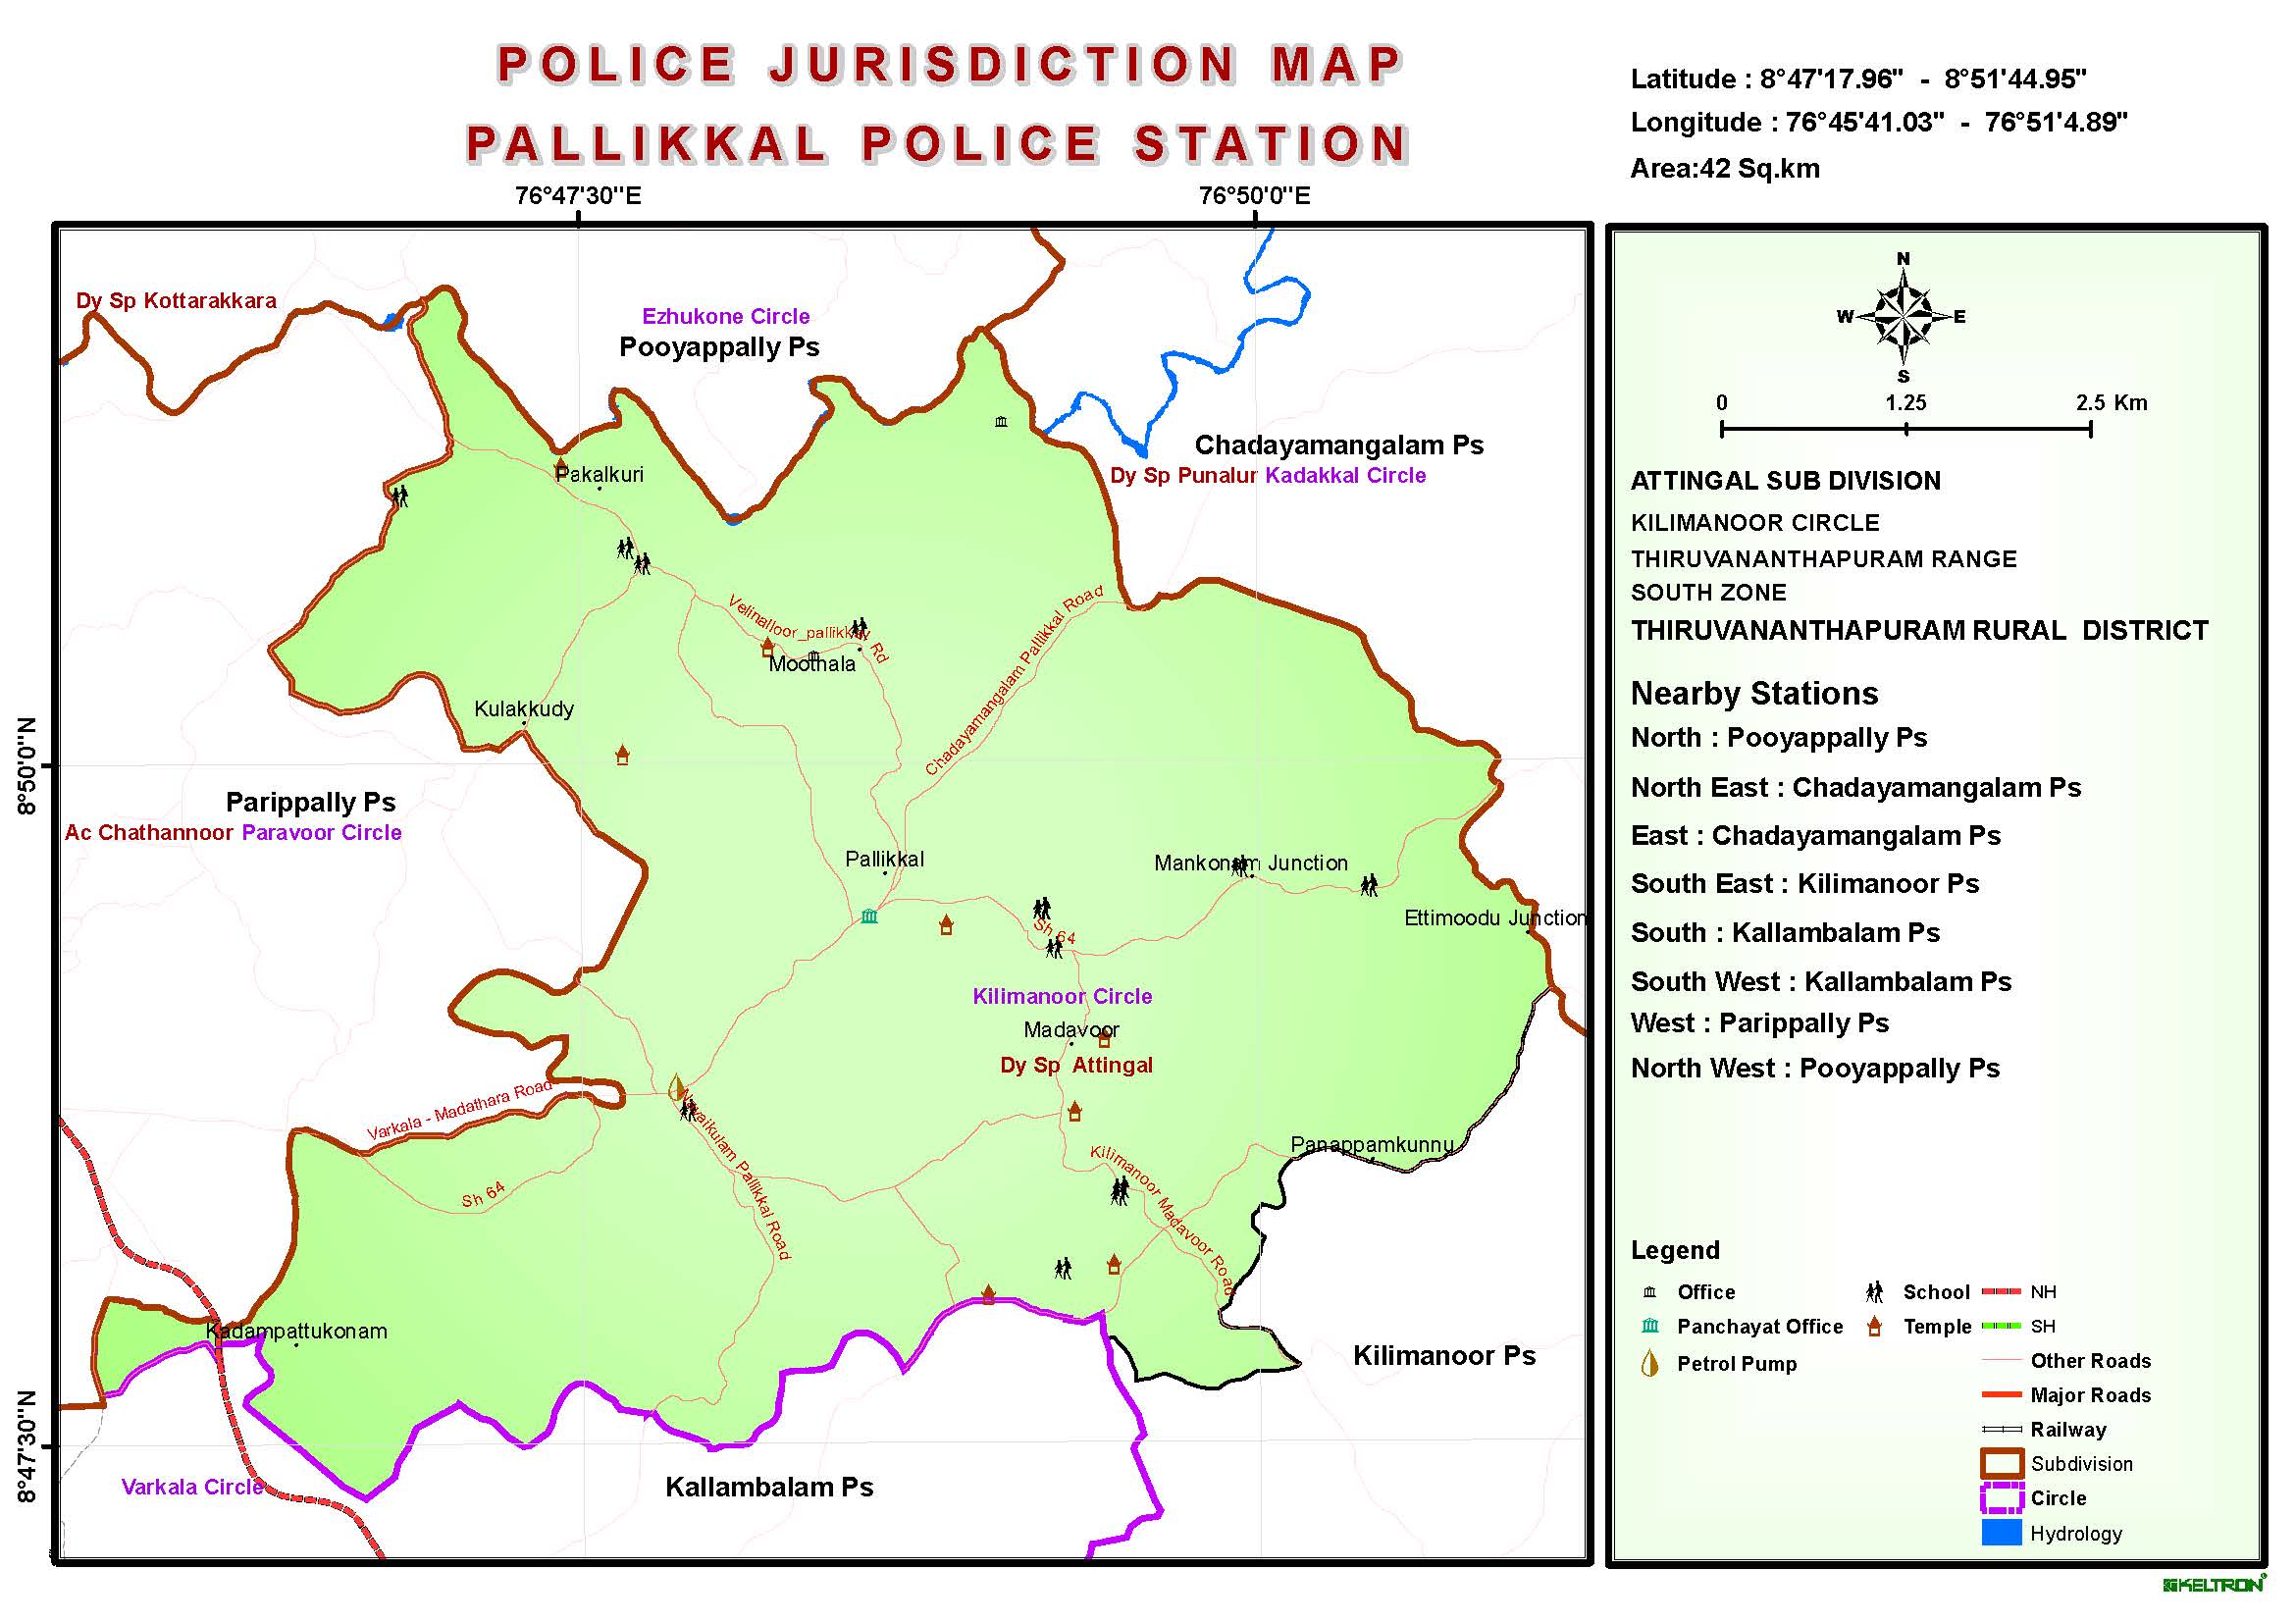 POLICE JURISDICTION MAP
PALLIKKAL POLICE STATION
Latitude : 8°47'17.96" - 8°51'44.95"
Longitude : 76°45'41.03" - 76°51'4.89"
Area:42 Sq.km
76°47'30"E
76°50'0"E
8°50'0"N
8°47'30"N
Dy Sp Kottarakkara
Ezhukone Circle
Pooyappally Ps
Chadayamangalam Ps
Dy Sp Punalur Kadakkal Circle
Pakalkuri
Velinalloor_pallikkal Rd
Moothala
Chadayamangalam Pallikkal Road
Kulakkudy
Parippally Ps
Ac Chathannoor Paravoor Circle
Pallikkal
Mankonam Junction
Ettimoodu Junction
Sh 64
Kilimanoor Circle
Madavoor
Dy Sp Attingal
Varkala - Madathara Road
Navaikulam Pallikkal Road
Panappamkunnu
Kilimanoor Madavoor Road
Sh 64
Kadampattukonam
Kilimanoor Ps
Varkala Circle
Kallambalam Ps
N
W
E
S
0
1.25
2.5 Km
ATTINGAL SUB DIVISION
KILIMANOOR CIRCLE
THIRUVANANTHAPURAM RANGE
SOUTH ZONE
THIRUVANANTHAPURAM RURAL DISTRICT
Nearby Stations
North : Pooyappally Ps
North East : Chadayamangalam Ps
East : Chadayamangalam Ps
South East : Kilimanoor Ps
South : Kallambalam Ps
South West : Kallambalam Ps
West : Parippally Ps
North West : Pooyappally Ps
Legend
Office
Panchayat Office
Petrol Pump
School
Temple
NH
SH
Other Roads
Major Roads
Railway
Subdivision
Circle
Hydrology
KELTRON